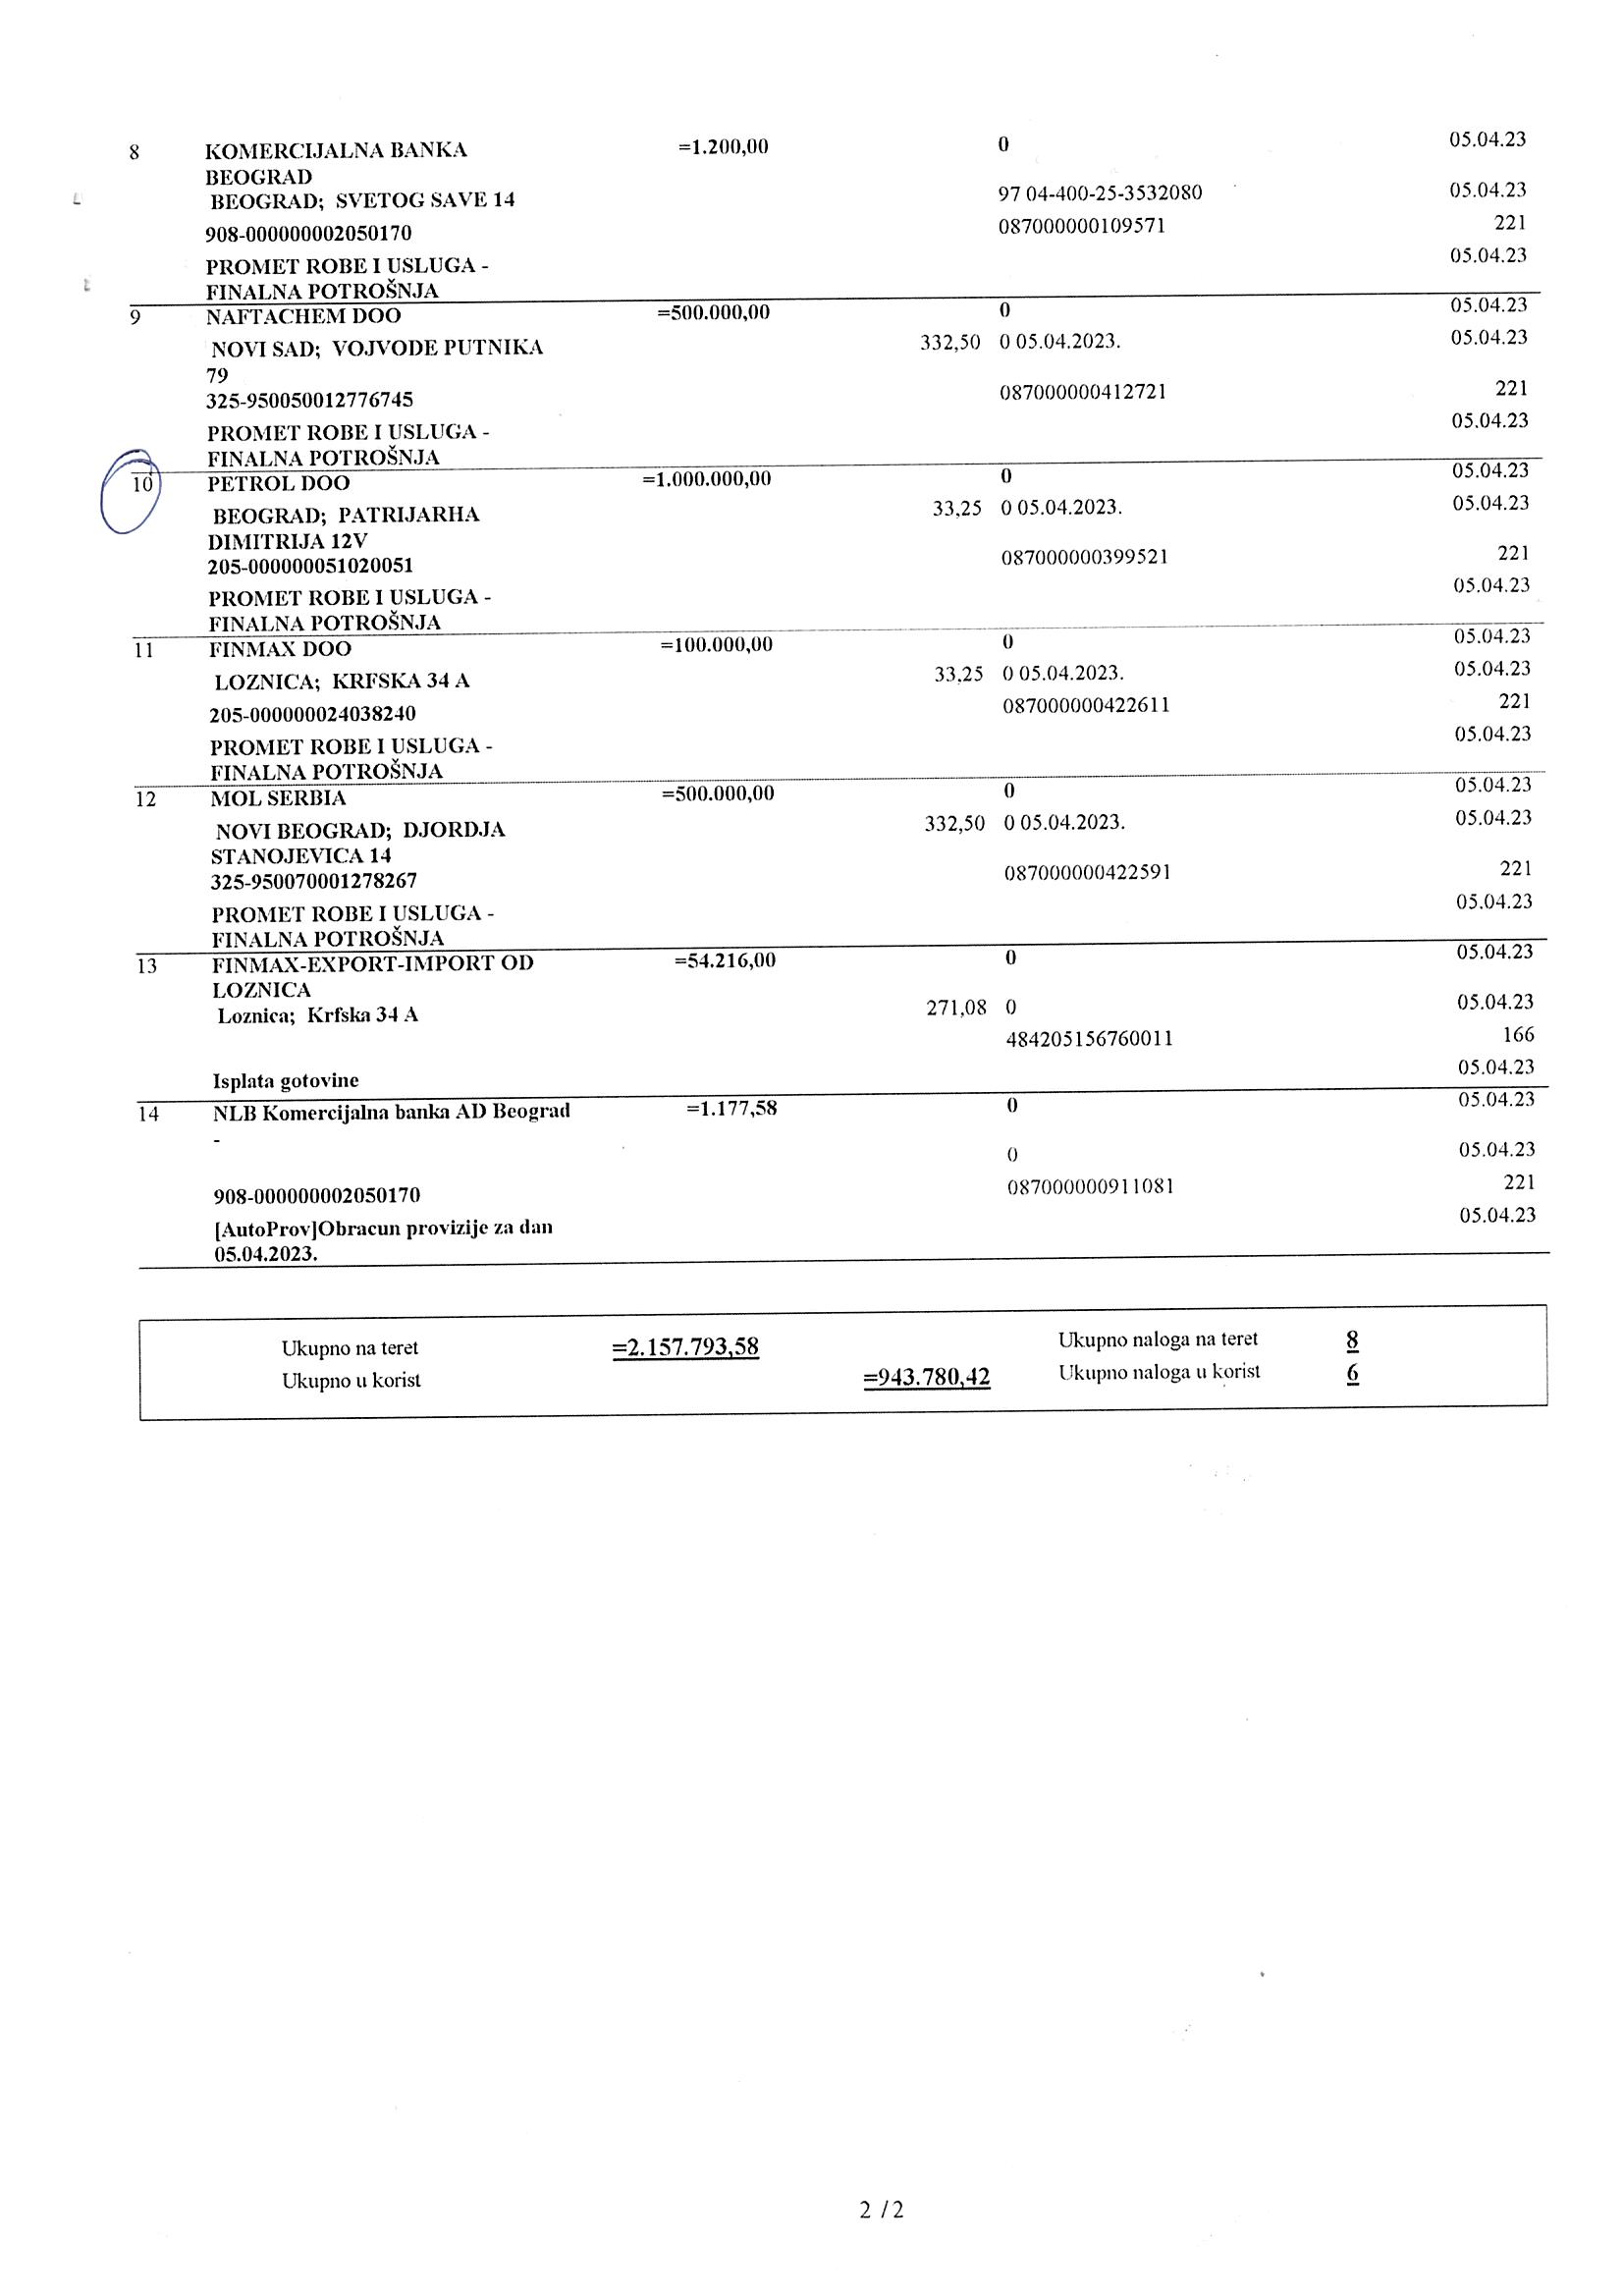 8 KOMERCIJALNA BANKA =1.200,00 0 05.04.23
BEOGRAD
BEOGRAD; SVETOG SAVE 14 97 04-400-25-3532080 05.04.23
908-000000002050170 087000000109571 221
PROMET ROBE I USLUGA - 05.04.23
FINALNA POTROŠNJA
9 NAFTACHEM DOO =500.000,00 0 05.04.23
NOVI SAD; VOJVODE PUTNIKA 332,50 0 05.04.2023. 05.04.23
79
325-950050012776745 087000000412721 221
PROMET ROBE I USLUGA - 05.04.23
FINALNA POTROŠNJA
10 PETROL DOO =1.000.000,00 0 05.04.23
BEOGRAD; PATRIJARHA 33,25 0 05.04.2023. 05.04.23
DIMITRIJA 12V
205-000000051020051 087000000399521 221
PROMET ROBE I USLUGA - 05.04.23
FINALNA POTROŠNJA
11 FINMAX DOO =100.000,00 0 05.04.23
LOZNICA; KRFSKA 34 A 33,25 0 05.04.2023. 05.04.23
205-000000024038240 087000000422611 221
PROMET ROBE I USLUGA - 05.04.23
FINALNA POTROŠNJA
12 MOL SERBIA =500.000,00 0 05.04.23
NOVI BEOGRAD; DJORDJA 332,50 0 05.04.2023. 05.04.23
STANOJEVICA 14
325-950070001278267 087000000422591 221
PROMET ROBE I USLUGA - 05.04.23
FINALNA POTROŠNJA
13 FINMAX-EXPORT-IMPORT OD =54.216,00 0 05.04.23
LOZNICA
Loznica; Krfska 34 A 271,08 0 05.04.23
484205156760011 166
Isplata gotovine 05.04.23
14 NLB Komercijalna banka AD Beograd =1.177,58 0 05.04.23
-
0 05.04.23
908-000000002050170 087000000911081 221
[AutoProv]Obracun provizije za dan 05.04.23
05.04.2023.
Ukupno na teret =2.157.793,58 Ukupno naloga na teret 8
Ukupno u korist =943.780,42 Ukupno naloga u korist 6
2 / 2